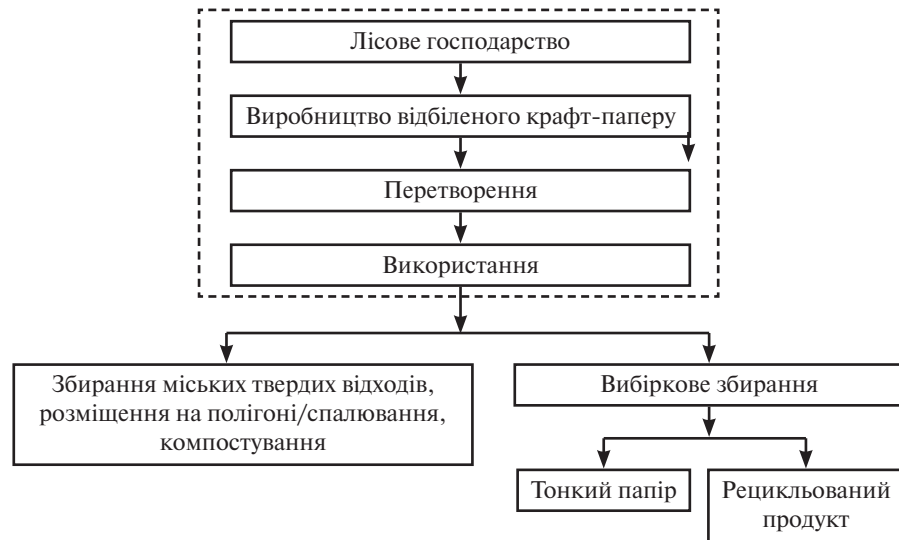 Лісове господарство
Виробництво відбіленого крафт-паперу
Перетворення
Використання
Збирання міських твердих відходів,
розміщення на полігоні/спалювання,
компостування
Вибіркове збирання
Тонкий папір
Рецикльований
продукт